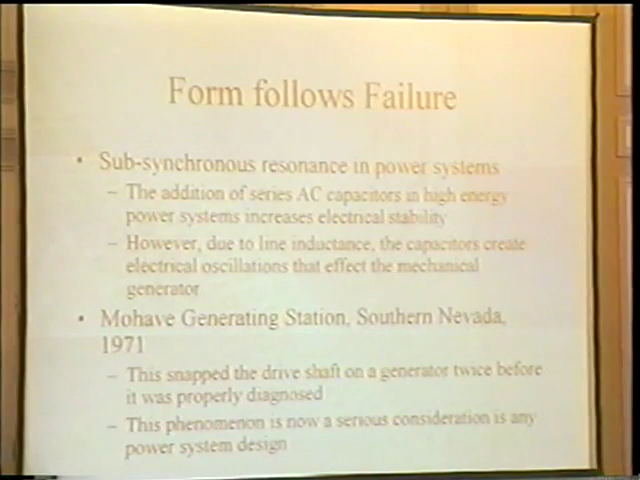 Form follows Failure
• Sub-synchronous resonance in power systems
– The addition of series AC capacitors in high energy
power systems increases electrical stability
– However, due to line inductance, the capacitors create
electrical oscillations that effect the mechanical
generator
• Mohave Generating Station, Southern Nevada,
1971
– This snapped the drive shaft on a generator twice before
it was properly diagnosed
– This phenomenon is now a serious consideration is any
power system design